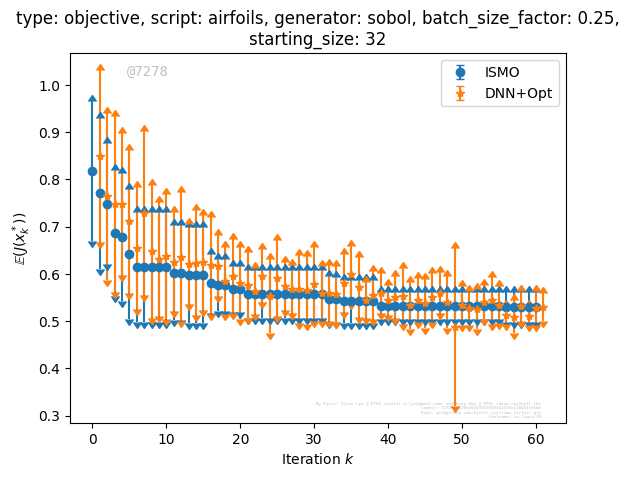 type: objective, script: airfoils, generator: sobol, batch_size_factor: 0.25,
starting_size: 32
@7278
ISMO
DNN+Opt
𝔼(J(x*k))
1.0
0.9
0.8
0.7
0.6
0.5
0.4
0.3
0
10
20
30
40
50
60
Iteration k